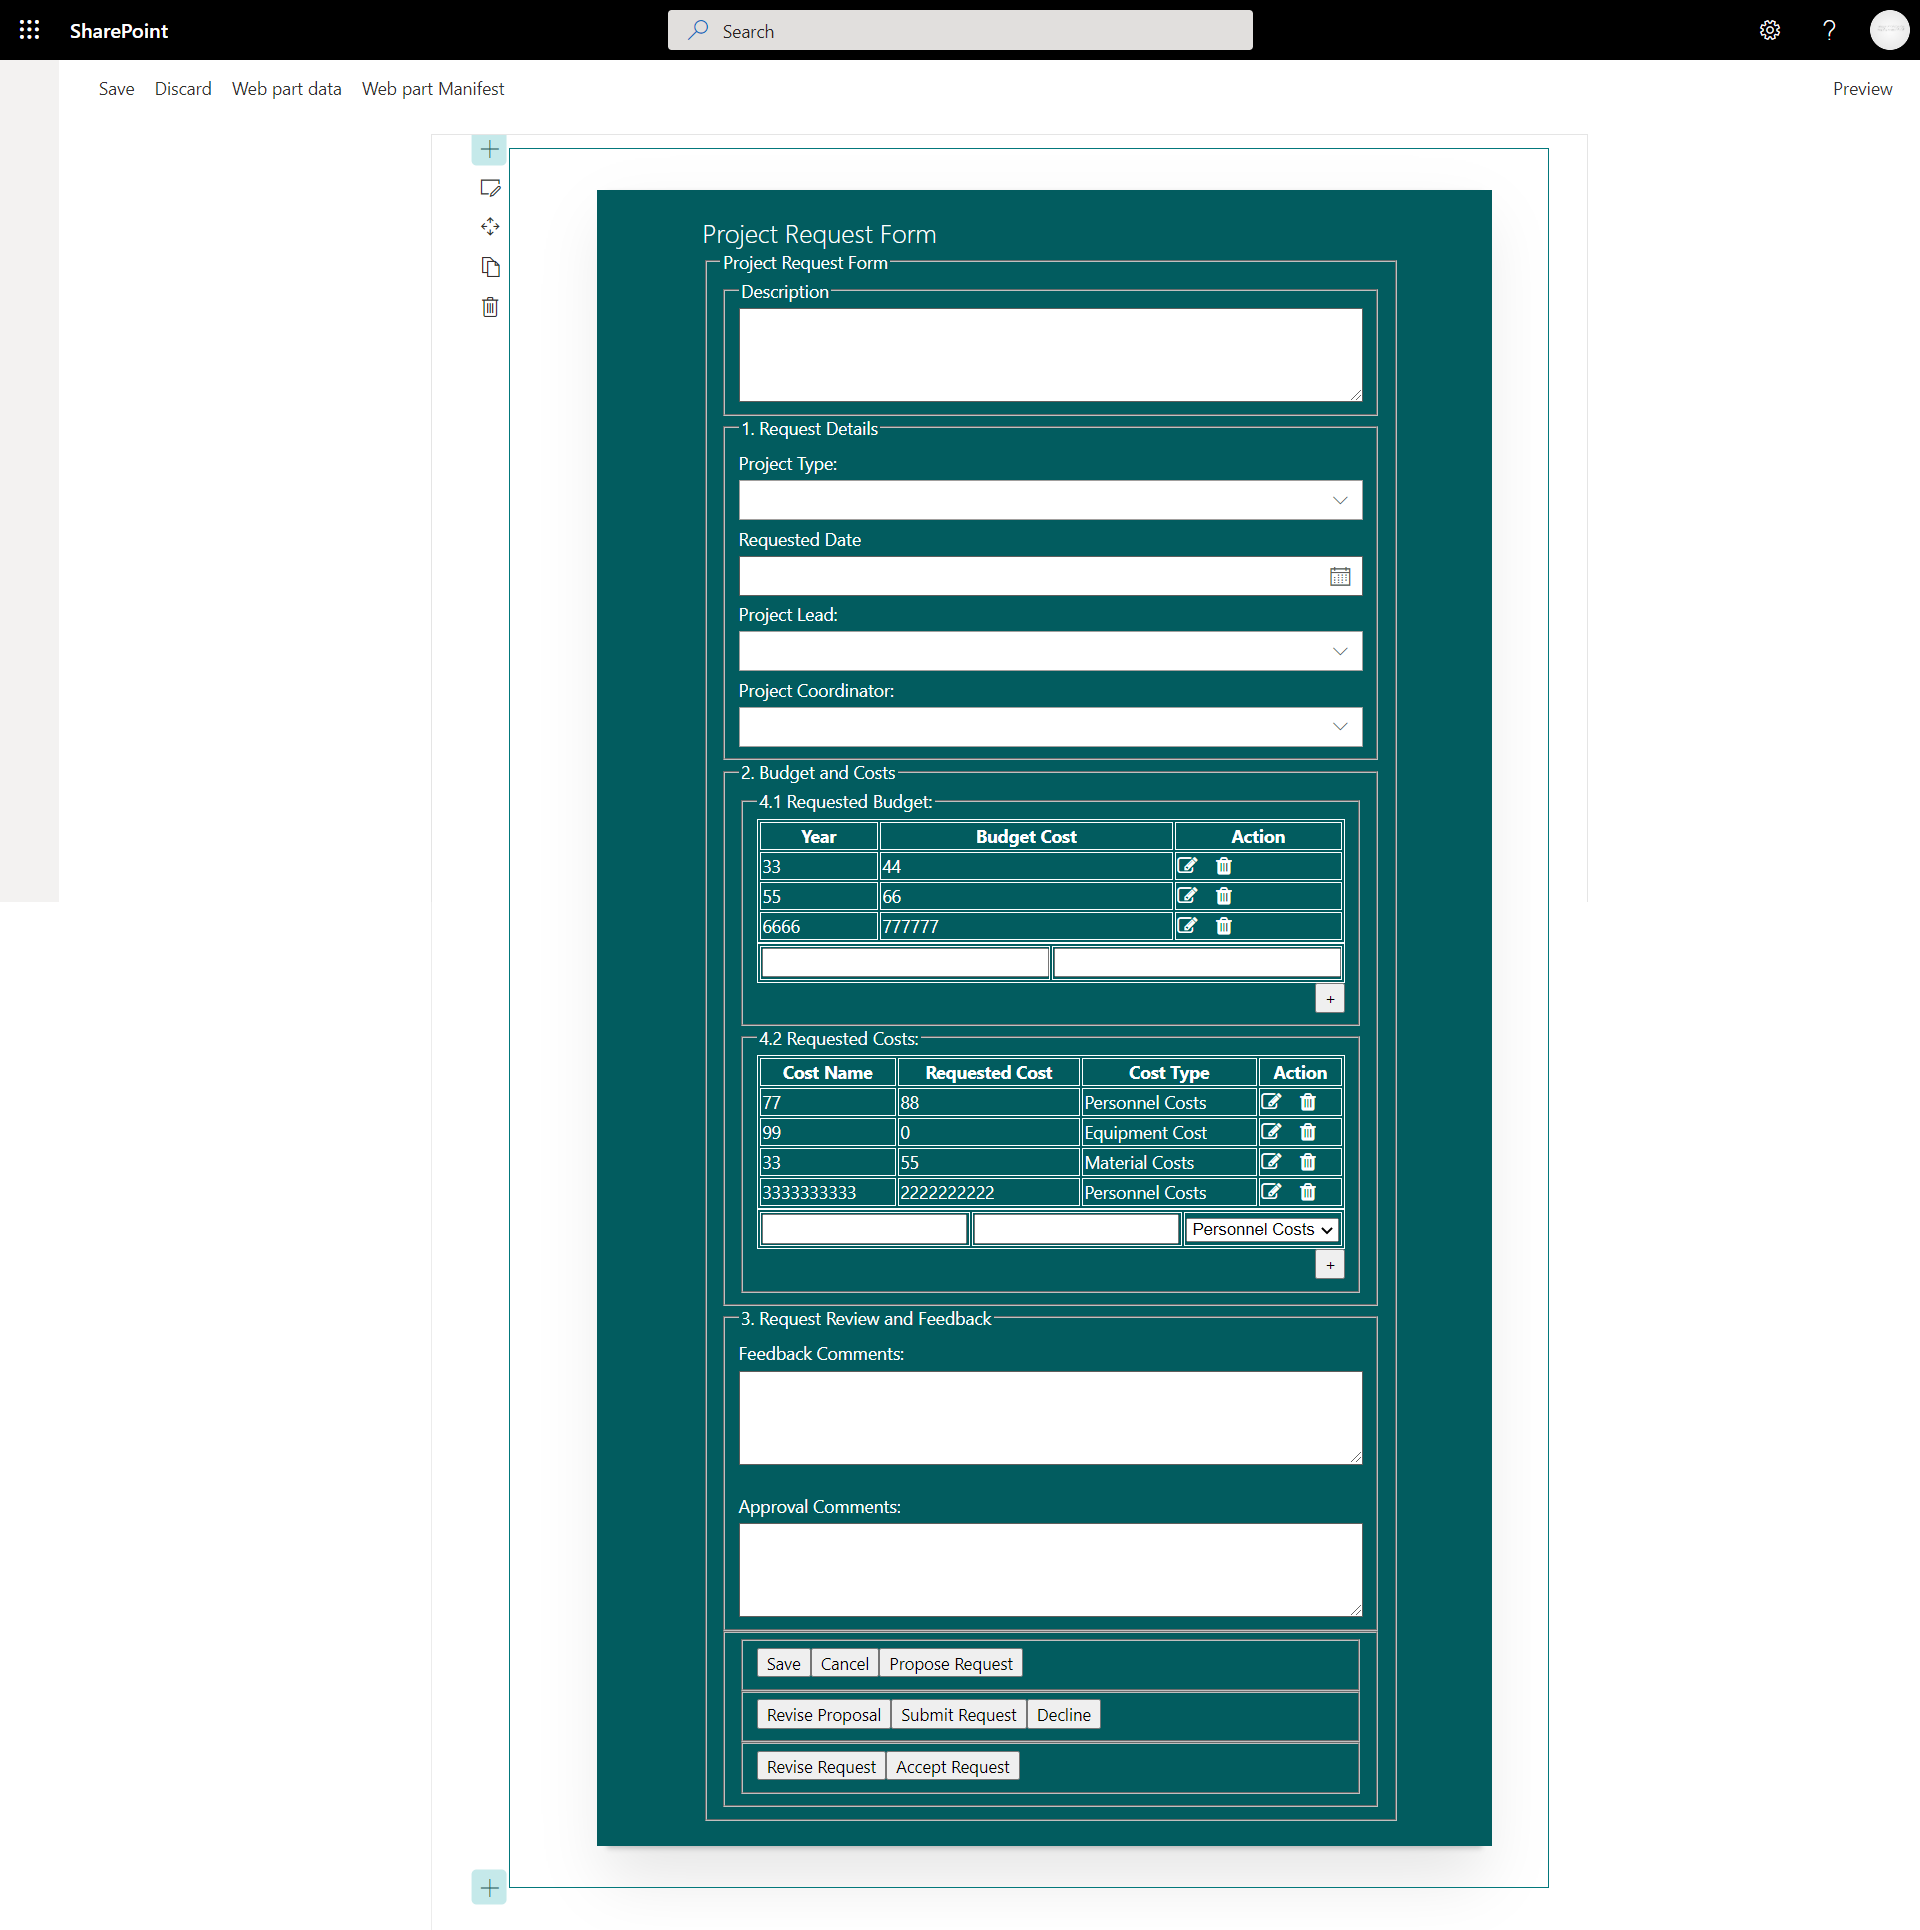 SharePoint
Search
?
Save Discard Web part data Web part Manifest Preview
Project Request Form
Project Request Form
Description
1. Request Details
Project Type:
Requested Date
Project Lead:
Project Coordinator:
2. Budget and Costs
4.1 Requested Budget:
Year Budget Cost Action
33 44
55 66
6666 777777
+
4.2 Requested Costs:
Cost Name Requested Cost Cost Type Action
77 88 Personnel Costs
99 0 Equipment Cost
33 55 Material Costs
3333333333 2222222222 Personnel Costs
Personnel Costs
+
3. Request Review and Feedback
Feedback Comments:
Approval Comments:
Save Cancel Propose Request
Revise Proposal Submit Request Decline
Revise Request Accept Request